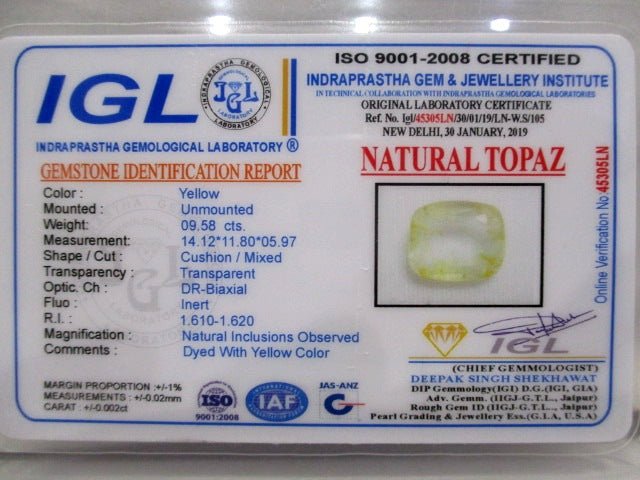 IGL
INDRAPRASTHA GEMOLOGICAL LABORATORY
INDRAPRASTHA GEMOLOGICAL LABORATORY ®
GEMSTONE IDENTIFICATION REPORT
Color : Yellow
Mounted : Unmounted
Weight: 09.58 cts.
Measurement: 14.12*11.80*05.97
Shape / Cut : Cushion / Mixed
Transparency : Transparent
Optic. Ch : DR-Biaxial
Fluo : Inert
R.I. : 1.610-1.620
Magnification : Natural Inclusions Observed
Comments : Dyed With Yellow Color
MARGIN PROPORTION :+/-1%
MEASUREMENTS : +/-0.02mm
CARAT : +/-0.002ct
ISO
9001:2008
IAF
JAS-ANZ
ISO 9001-2008 CERTIFIED
INDRAPRASTHA GEM & JEWELLERY INSTITUTE
IN TECHNICAL COLLABORATION WITH INDRAPRASTHA GEMOLOGICAL LABORATORIES
ORIGINAL LABORATORY CERTIFICATE
Ref. No. Igl/45305LN/30/01/19/LN-W.S/105
NEW DELHI, 30 JANUARY, 2019
NATURAL TOPAZ
Online Verification No. 45305LN
IGL
(CHIEF GEMMOLOGIST)
DEEPAK SINGH SHEKHAWAT
DIP Gemmology(IGI) D.G.(IGI, GIA)
Adv. Gemm. (IIGJ-G.T.L., Jaipur)
Rough Gem ID (IIGJ-G.T.L., Jaipur)
Pearl Grading & Jewellery Ess.(G.I.A, U.S.A)